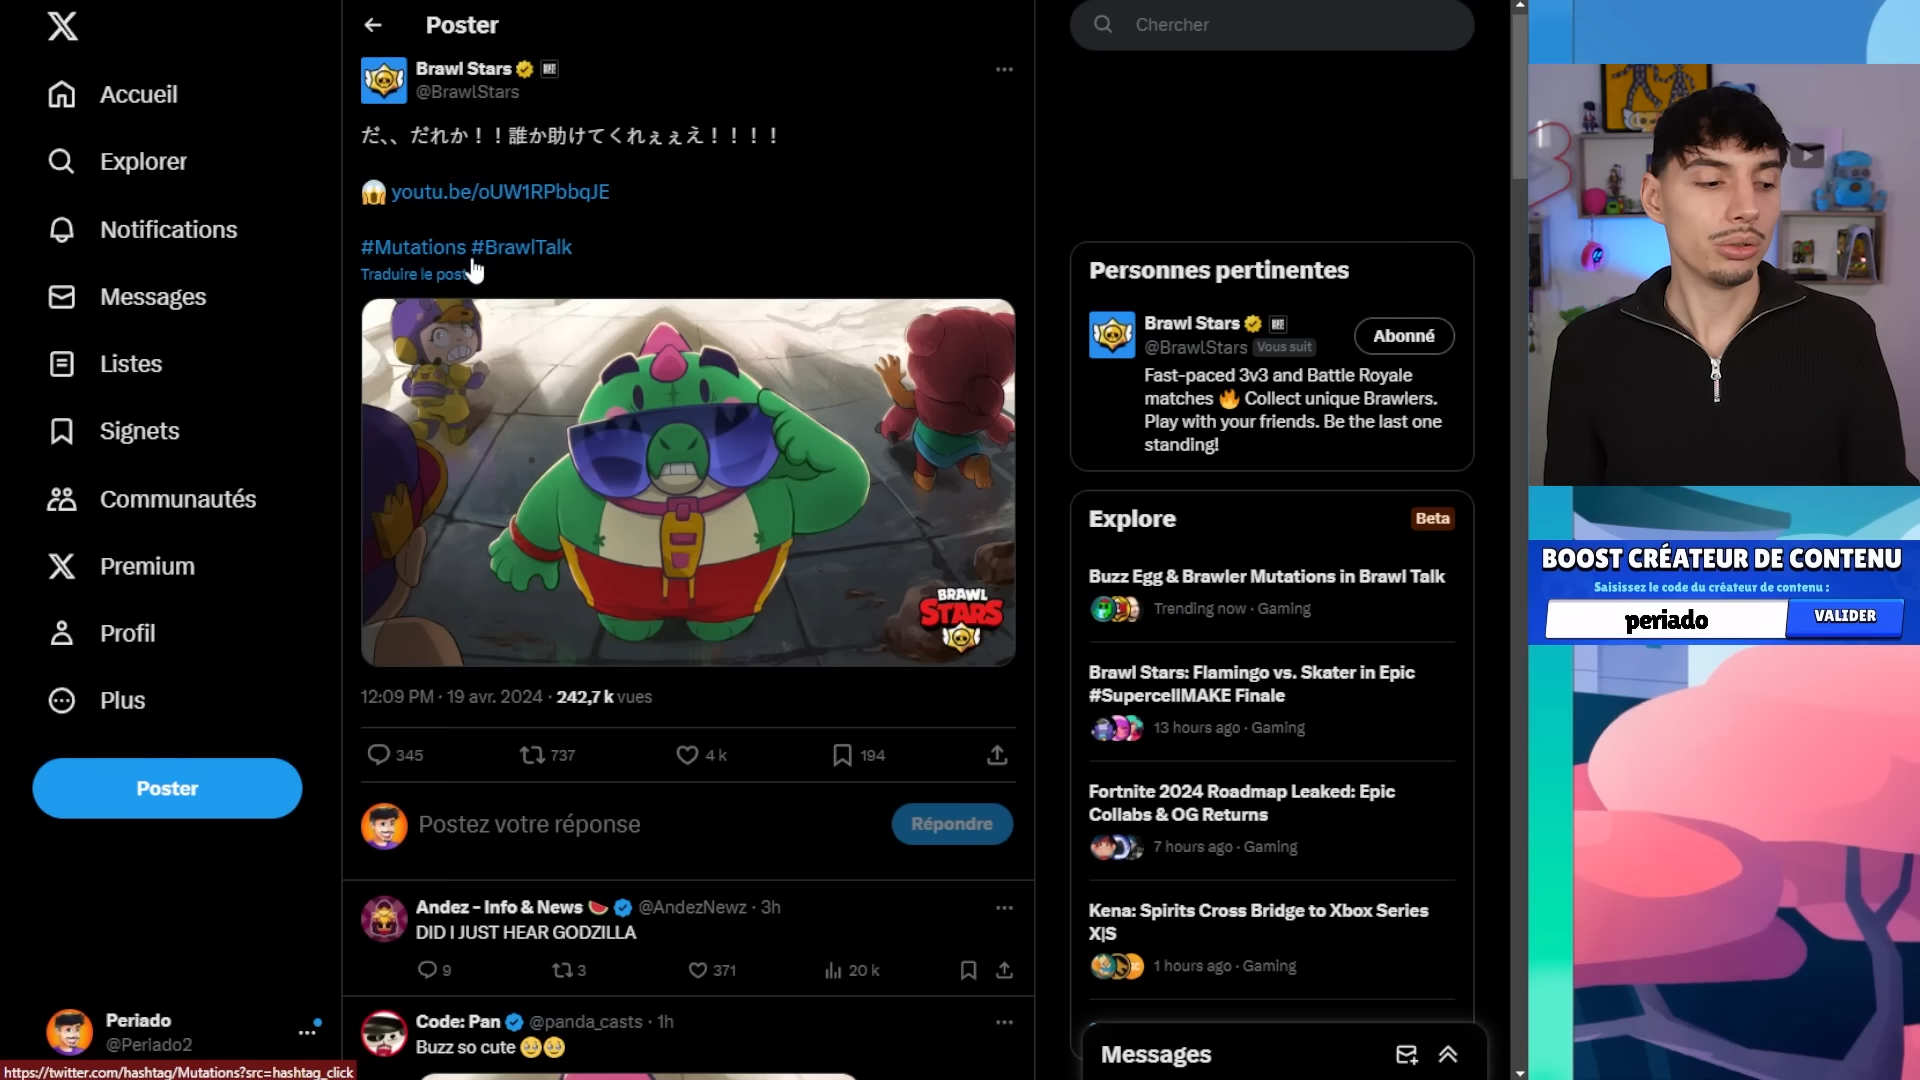 Accueil
Explorer
Notifications
Messages
Listes
Signets
Communautés
Premium
Profil
Plus
Poster
Periado
@Periado2
https://twitter.com/hashtag/Mutations?src=hashtag_click
Poster
Brawl Stars
@BrawlStars
だ、、だれか！！誰か助けてくれぇぇえ！！！！
😱 youtu.be/oUW1RPbbqJE
#Mutations #BrawlTalk
Traduire le post
BRAWL
STARS
12:09 PM · 19 avr. 2024 · 242,7 k vues
345 737 4 k 194
Postez votre réponse
Répondre
Andez - Info & News 🍉 @AndezNewz · 3h
DID I JUST HEAR GODZILLA
9 3 371 20 k
Code: Pan @panda_casts · 1h
Buzz so cute 🥹🥹
Chercher
Personnes pertinentes
Brawl Stars
@BrawlStars Vous suit
Abonné
Fast-paced 3v3 and Battle Royale
matches 🔥 Collect unique Brawlers.
Play with your friends. Be the last one
standing!
Explore
Beta
Buzz Egg & Brawler Mutations in Brawl Talk
Trending now · Gaming
Brawl Stars: Flamingo vs. Skater in Epic
#SupercellMAKE Finale
13 hours ago · Gaming
Fortnite 2024 Roadmap Leaked: Epic
Collabs & OG Returns
7 hours ago · Gaming
Kena: Spirits Cross Bridge to Xbox Series
X|S
1 hours ago · Gaming
Messages
BOOST CRÉATEUR DE CONTENU
Saisissez le code du créateur de contenu :
periado
VALIDER